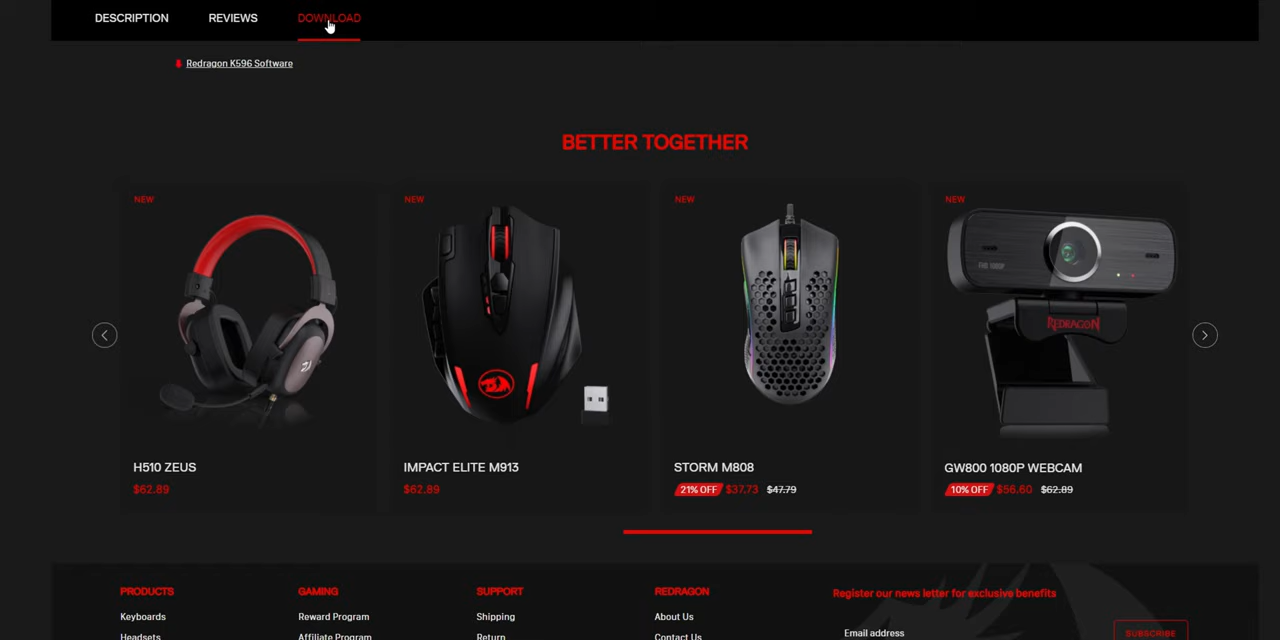 DESCRIPTION
REVIEWS
DOWNLOAD
Redragon K596 Software
BETTER TOGETHER
NEW
NEW
NEW
NEW
FHD 1080P
REDRAGON
H510 ZEUS
$62.89
IMPACT ELITE M913
$62.89
STORM M808
21% OFF $37.73 $47.79
GW800 1080P WEBCAM
10% OFF $56.60 $62.89
PRODUCTS
Keyboards
Headsets
GAMING
Reward Program
Affiliate Program
SUPPORT
Shipping
Return
REDRAGON
About Us
Contact Us
Register our news letter for exclusive benefits
Email address
SUBSCRIBE